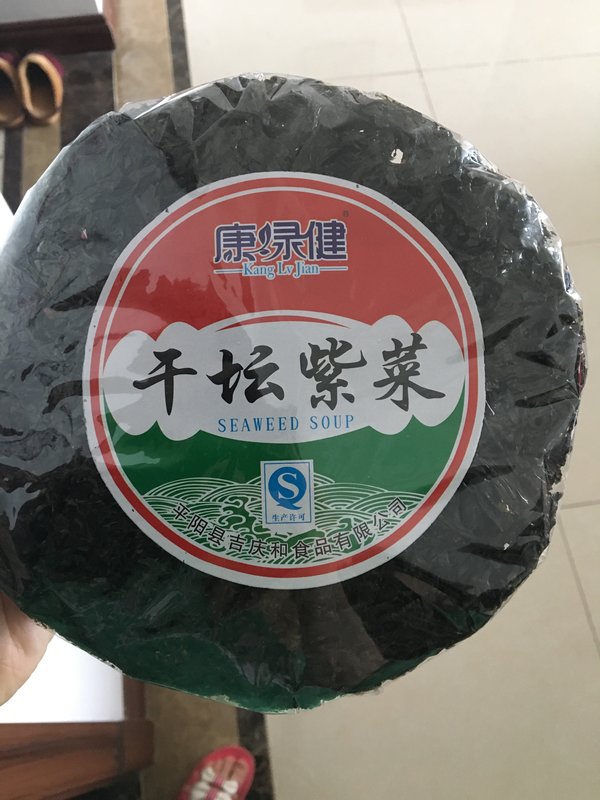 康绿健®
Kang Lv Jian
干坛紫菜
SEAWEED SOUP
QS
生产许可
平阳县吉庆和食品有限公司